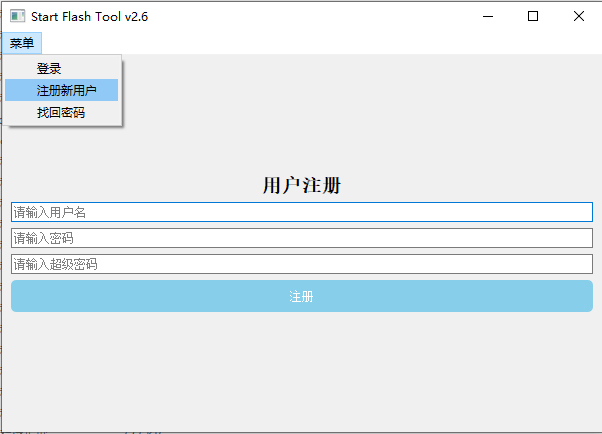 Start Flash Tool v2.6
菜单
登录
注册新用户
找回密码
用户注册
请输入用户名
请输入密码
请输入超级密码
注册